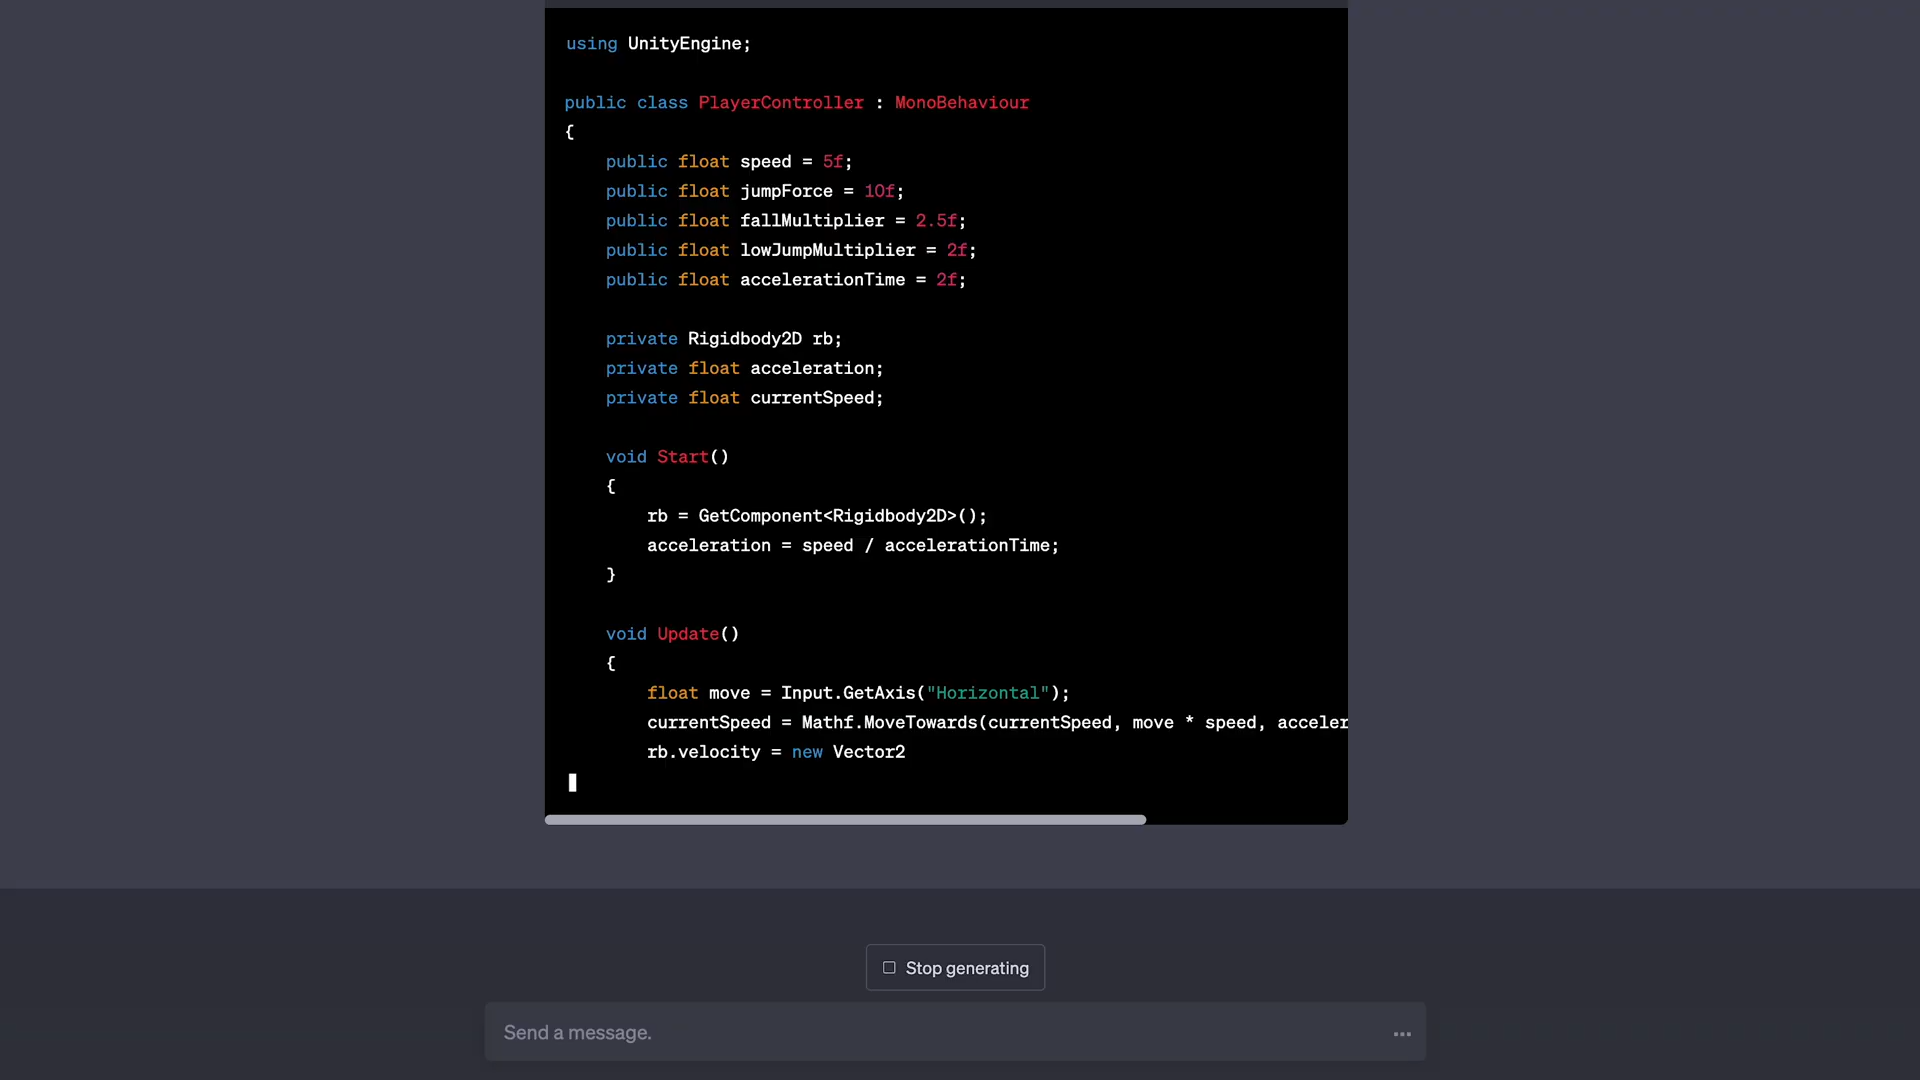 using UnityEngine;
public class PlayerController : MonoBehaviour
{
public float speed = 5f;
public float jumpForce = 10f;
public float fallMultiplier = 2.5f;
public float lowJumpMultiplier = 2f;
public float accelerationTime = 2f;
private Rigidbody2D rb;
private float acceleration;
private float currentSpeed;
void Start()
{
rb = GetComponent<Rigidbody2D>();
acceleration = speed / accelerationTime;
}
void Update()
{
float move = Input.GetAxis("Horizontal");
currentSpeed = Mathf.MoveTowards(currentSpeed, move * speed, acceler
rb.velocity = new Vector2
Stop generating
Send a message.